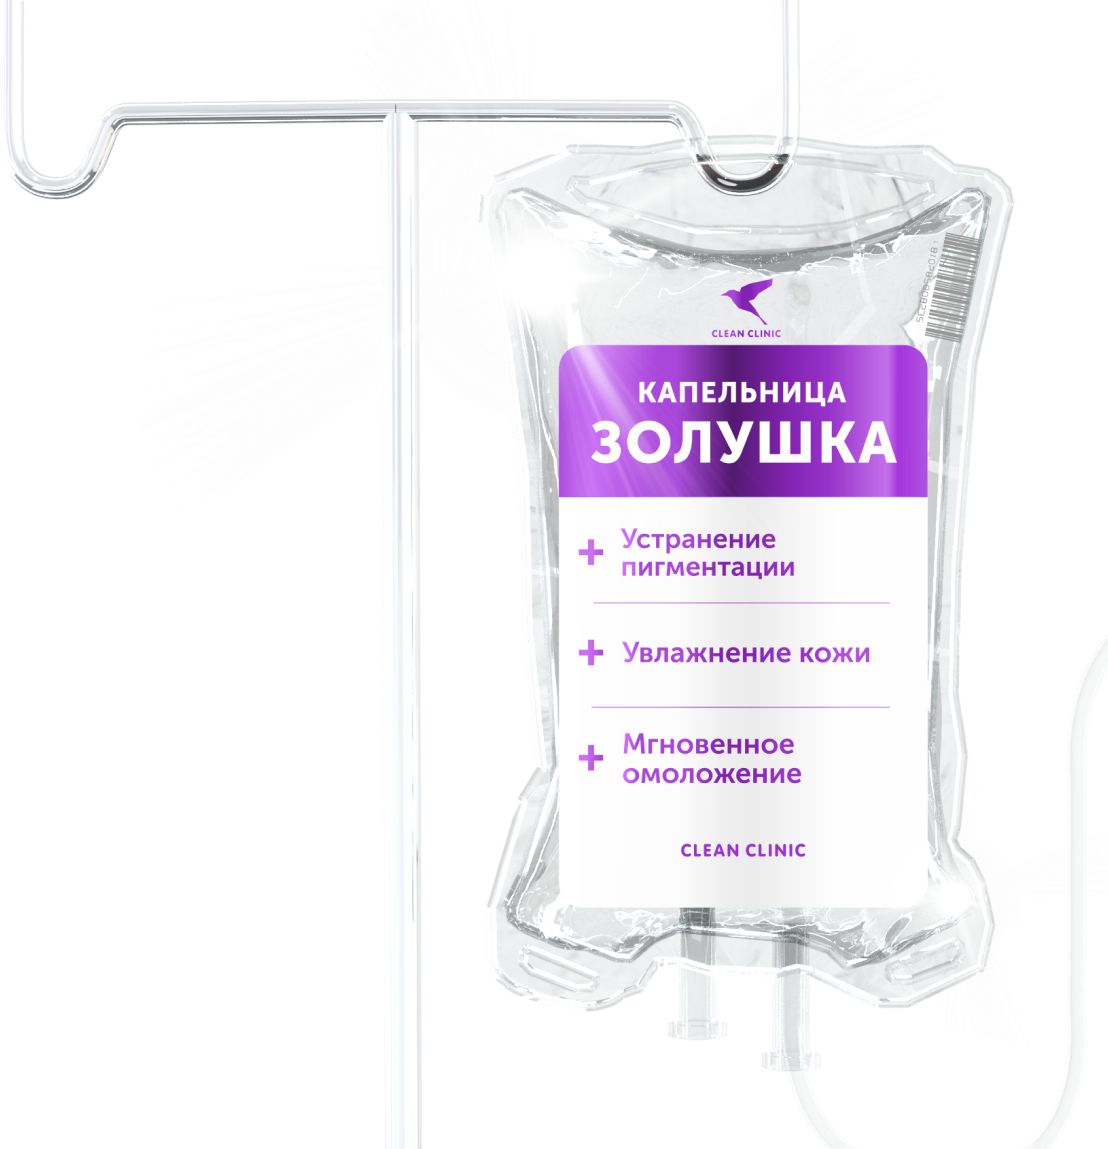 CLEAN CLINIC
КАПЕЛЬНИЦА
ЗОЛУШКА
+ Устранение
пигментации
+ Увлажнение кожи
+ Мгновенное
омоложение
CLEAN CLINIC